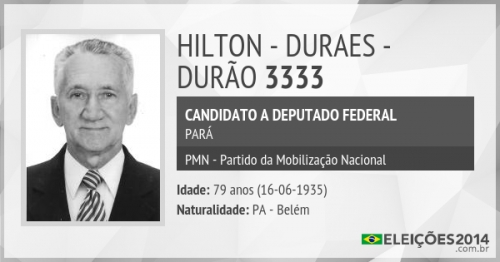 HILTON - DURAES -
DURÃO 3333
CANDIDATO A DEPUTADO FEDERAL
PARÁ
PMN - Partido da Mobilização Nacional
Idade: 79 anos (16-06-1935)
Naturalidade: PA - Belém
ELEIÇÕES2014
.com.br